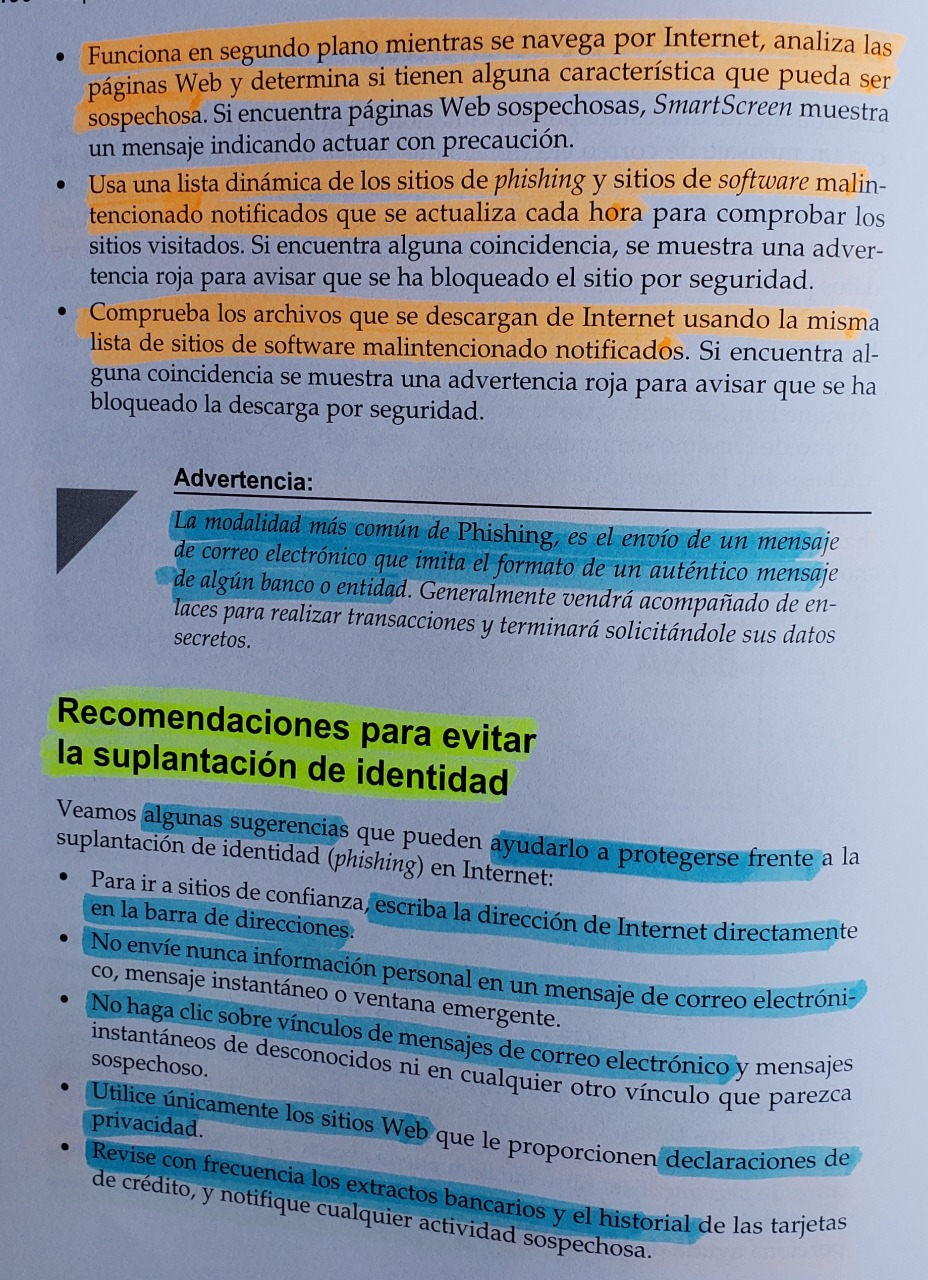 • Funciona en segundo plano mientras se navega por Internet, analiza las
páginas Web y determina si tienen alguna característica que pueda ser
sospechosa. Si encuentra páginas Web sospechosas, SmartScreen muestra
un mensaje indicando actuar con precaución.
• Usa una lista dinámica de los sitios de phishing y sitios de software malin-
tencionado notificados que se actualiza cada hora para comprobar los
sitios visitados. Si encuentra alguna coincidencia, se muestra una adver-
tencia roja para avisar que se ha bloqueado el sitio por seguridad.
• Comprueba los archivos que se descargan de Internet usando la misma
lista de sitios de software malintencionado notificados. Si encuentra al-
guna coincidencia se muestra una advertencia roja para avisar que se ha
bloqueado la descarga por seguridad.
Advertencia:
La modalidad más común de Phishing, es el envío de un mensaje
de correo electrónico que imita el formato de un auténtico mensaje
de algún banco o entidad. Generalmente vendrá acompañado de en-
laces para realizar transacciones y terminará solicitándole sus datos
secretos.
Recomendaciones para evitar
la suplantación de identidad
Veamos algunas sugerencias que pueden ayudarlo a protegerse frente a la
suplantación de identidad (phishing) en Internet:
• Para ir a sitios de confianza, escriba la dirección de Internet directamente
en la barra de direcciones.
• No envíe nunca información personal en un mensaje de correo electróni-
co, mensaje instantáneo o ventana emergente.
• No haga clic sobre vínculos de mensajes de correo electrónico y mensajes
instantáneos de desconocidos ni en cualquier otro vínculo que parezca
sospechoso.
• Utilice únicamente los sitios Web que le proporcionen declaraciones de
privacidad.
• Revise con frecuencia los extractos bancarios y el historial de las tarjetas
de crédito, y notifique cualquier actividad sospechosa.